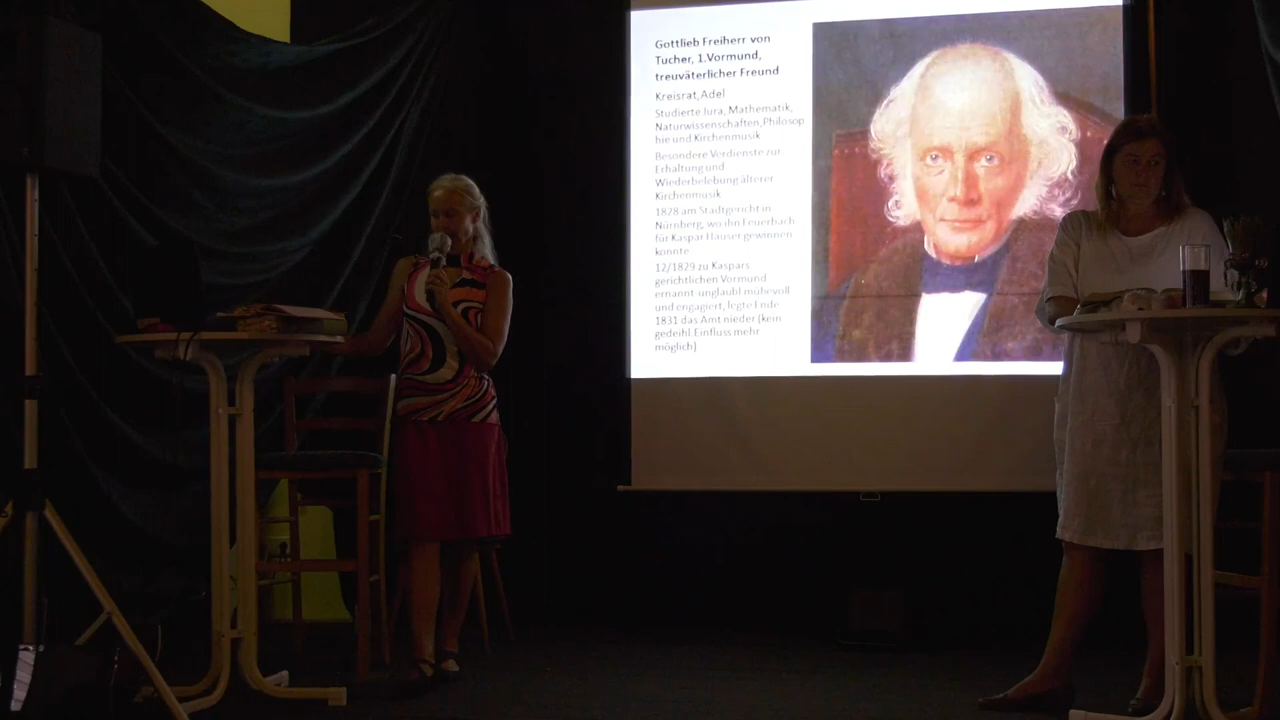 Gottlieb Freiherr von
Tucher, 1.Vormund,
treuväterlicher Freund
Kreisrat,Adel
Studierte Jura, Mathematik,
Naturwissenschaften,Philosop
hie und Kirchenmusik
Besondere Verdienste zur
Erhaltung und
Wiederbelebung älterer
Kirchenmusik
1828 am Stadtgericht in
Nürnberg, wo ihn Feuerbach
für Kaspar Hauser gewinnen
konnte
12/1829 zu Kaspars
gerichtlichen Vormund
ernannt-unglaubl mühevoll
und engagiert, legte Ende
1831 das Amt nieder (kein
gedeihl.Einfluss mehr
möglich)